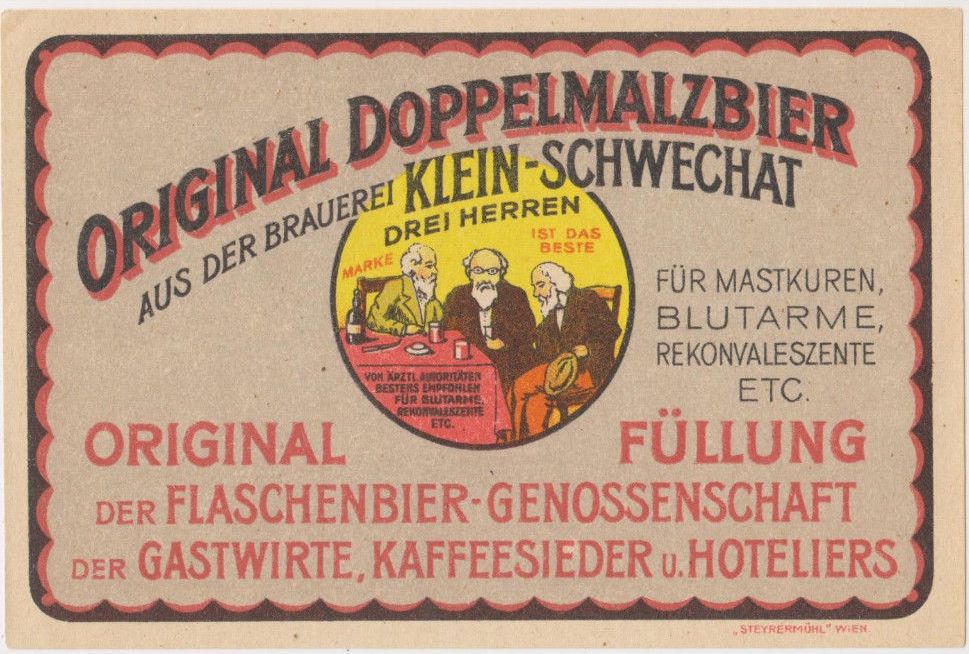 ORIGINAL DOPPELMALZBIER
AUS DER BRAUEREI KLEIN-SCHWECHAT
DREI HERREN
MARKE
IST DAS
BESTE
VON ÄRZTL. AUTORITÄTEN
BESTENS EMPFOHLEN
FÜR BLUTARME,
REKONVALESZENTE
ETC.
FÜR MASTKUREN,
BLUTARME,
REKONVALESZENTE
ETC.
ORIGINAL FÜLLUNG
DER FLASCHENBIER-GENOSSENSCHAFT
DER GASTWIRTE, KAFFEESIEDER u. HOTELIERS
„STEYRERMÜHL" WIEN.